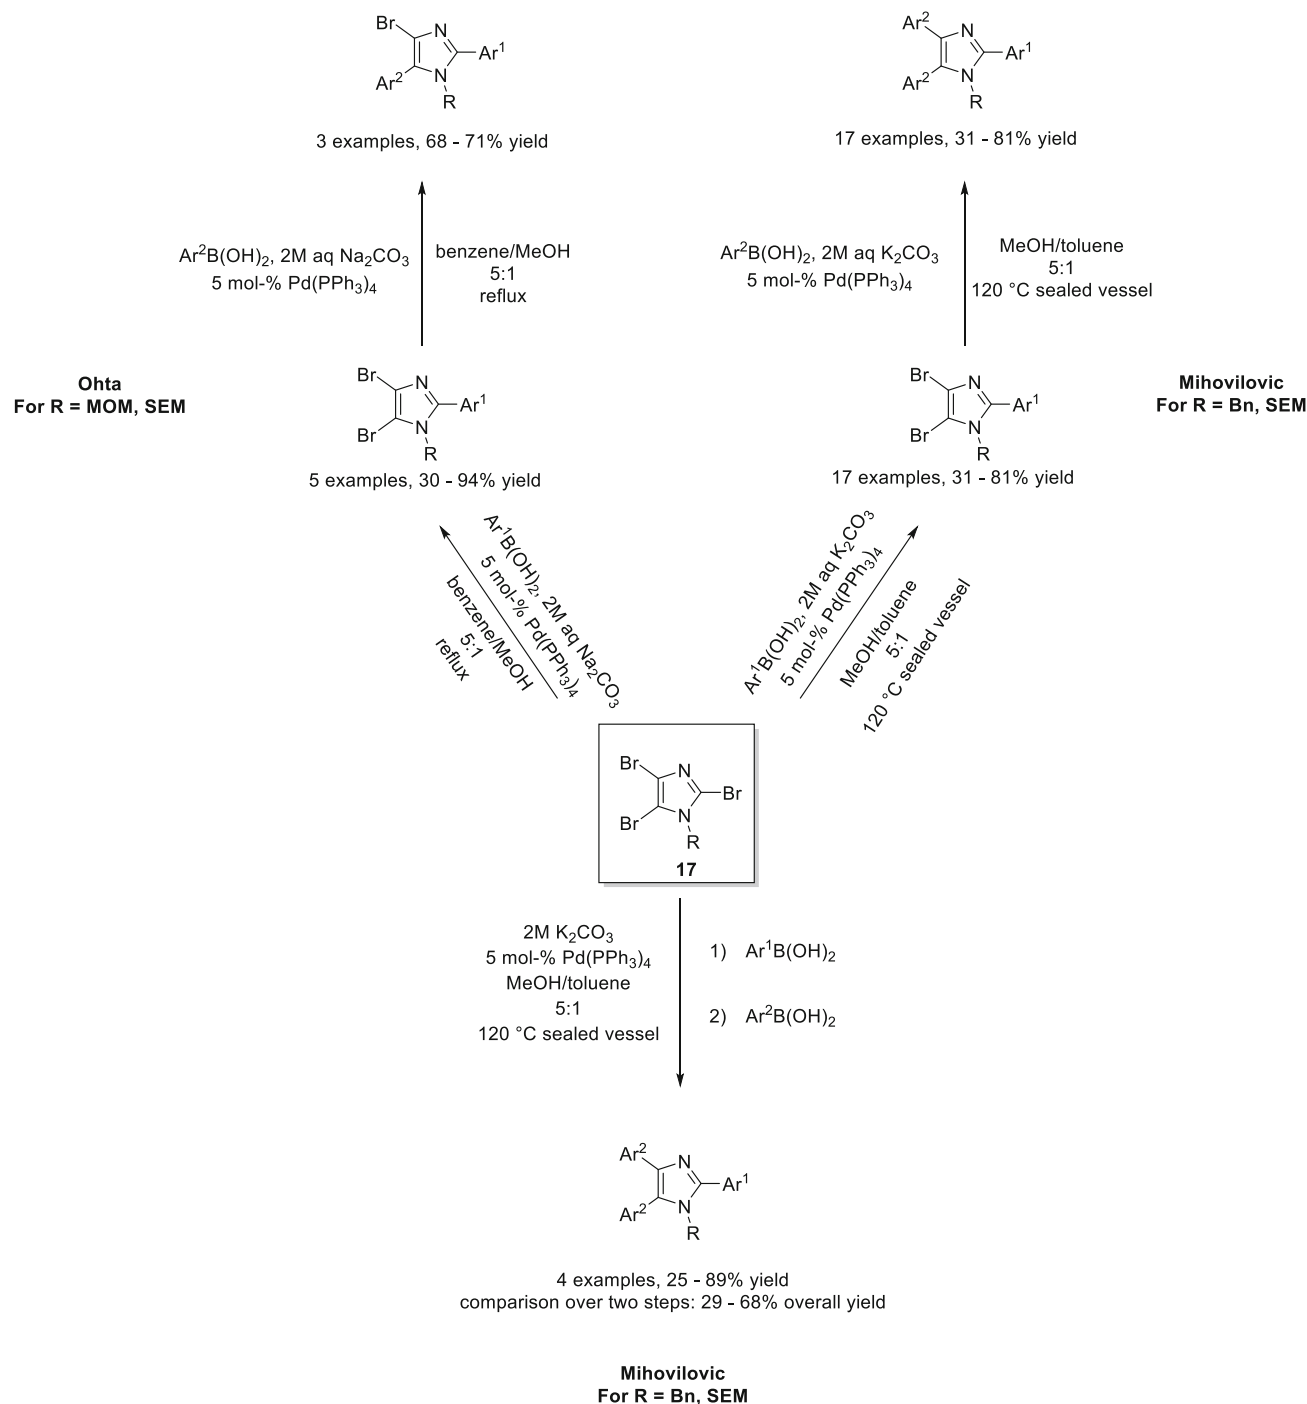 Br
N
Ar1
Ar2
N
R
3 examples, 68 - 71% yield
Ar2
N
Ar1
Ar2
N
R
17 examples, 31 - 81% yield
Ar2B(OH)2, 2M aq Na2CO3
5 mol-% Pd(PPh3)4
benzene/MeOH
5:1
reflux
Ar2B(OH)2, 2M aq K2CO3
5 mol-% Pd(PPh3)4
MeOH/toluene
5:1
120 °C sealed vessel
Ohta
For R = MOM, SEM
Br
N
Ar1
Br
N
R
5 examples, 30 - 94% yield
Br
N
Ar1
Br
N
R
17 examples, 31 - 81% yield
Mihovilovic
For R = Bn, SEM
Ar1B(OH)2, 2M aq Na2CO3
5 mol-% Pd(PPh3)4
benzene/MeOH
5:1
reflux
Ar1B(OH)2, 2M aq K2CO3
5 mol-% Pd(PPh3)4
MeOH/toluene
5:1
120 °C sealed vessel
Br
N
Br
Br
N
R
17
2M K2CO3
5 mol-% Pd(PPh3)4
MeOH/toluene
5:1
120 °C sealed vessel
1) Ar1B(OH)2
2) Ar2B(OH)2
Ar2
N
Ar1
Ar2
N
R
4 examples, 25 - 89% yield
comparison over two steps: 29 - 68% overall yield
Mihovilovic
For R = Bn, SEM